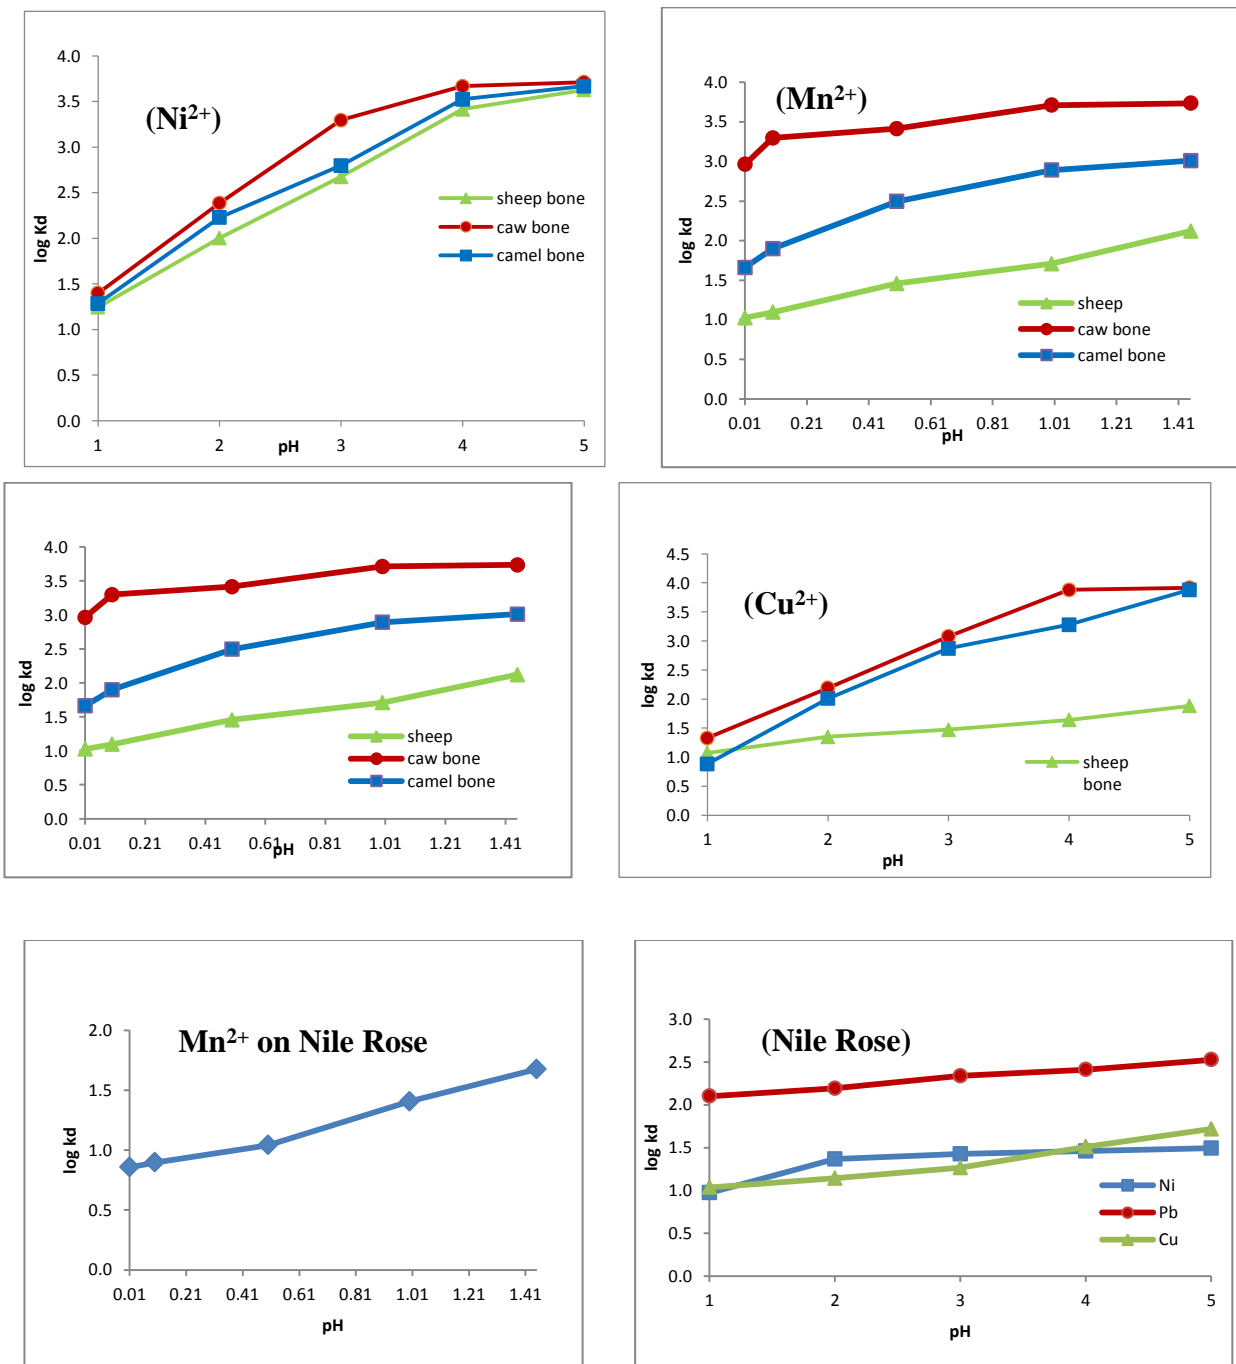 (Ni²⁺)
log Kd
4.0
3.5
3.0
2.5
2.0
1.5
1.0
0.5
0.0
1 2 3 4 5
pH
sheep bone
caw bone
camel bone
(Mn²⁺)
log kd
4.0
3.5
3.0
2.5
2.0
1.5
1.0
0.5
0.0
0.01 0.21 0.41 0.61 0.81 1.01 1.21 1.41
pH
sheep
caw bone
camel bone
log kd
4.0
3.5
3.0
2.5
2.0
1.5
1.0
0.5
0.0
0.01 0.21 0.41 0.61 0.81 1.01 1.21 1.41
pH
sheep
caw bone
camel bone
(Cu²⁺)
log kd
4.5
4.0
3.5
3.0
2.5
2.0
1.5
1.0
0.5
0.0
1 2 3 4 5
pH
sheep
bone
Mn²⁺ on Nile Rose
log kd
2.0
1.5
1.0
0.5
0.0
0.01 0.21 0.41 0.61 0.81 1.01 1.21 1.41
pH
(Nile Rose)
log kd
3.0
2.5
2.0
1.5
1.0
0.5
0.0
1 2 3 4 5
pH
Ni
Pb
Cu